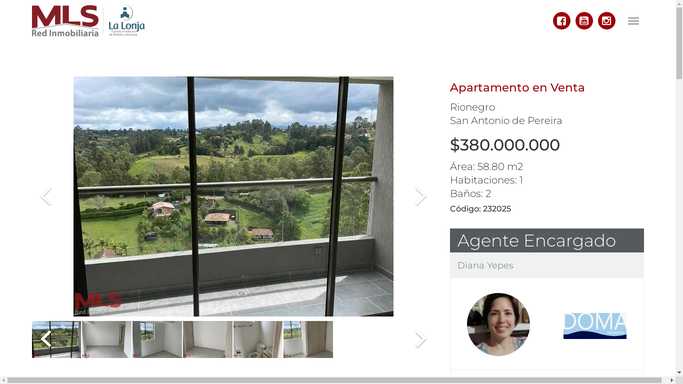 MLS
Red Inmobiliaria
La Lonja
Apartamento en Venta
Rionegro
San Antonio de Pereira
$380.000.000
Área: 58.80 m2
Habitaciones: 1
Baños: 2
Código: 232025
Agente Encargado
Diana Yepes
MLS
DOMA